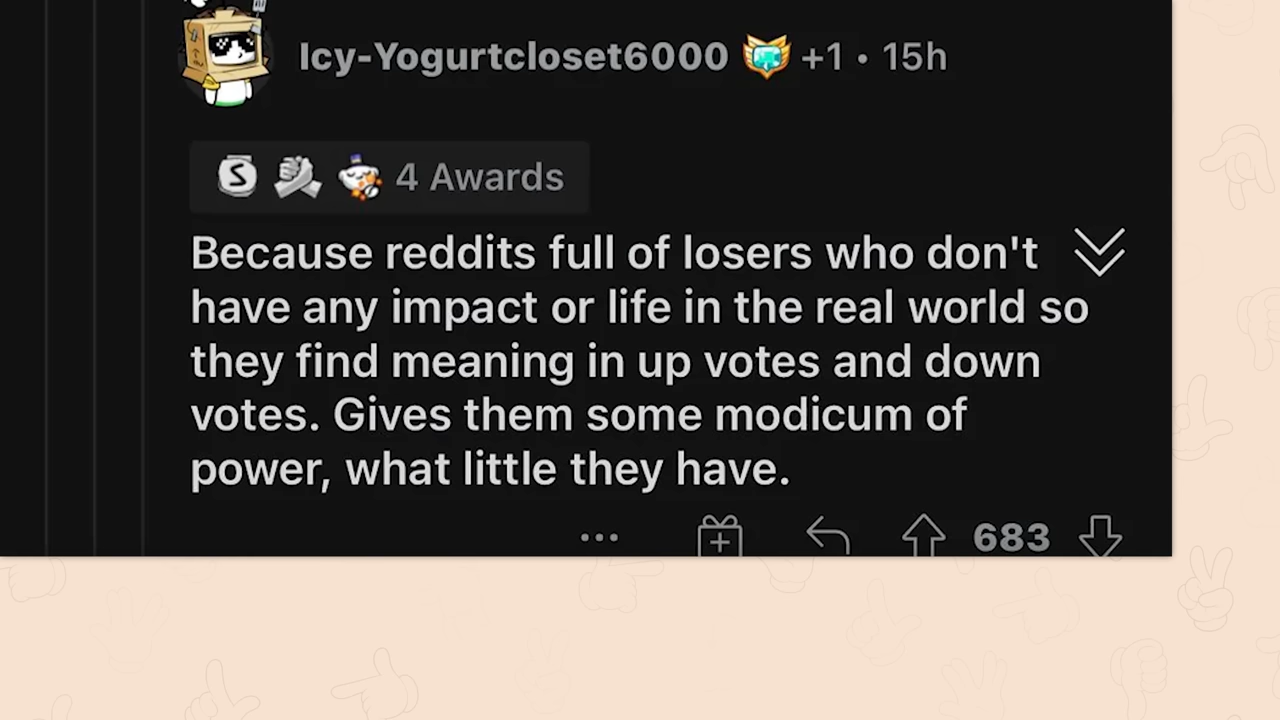 Icy-Yogurtcloset6000 +1 • 15h
S 4 Awards
Because reddits full of losers who don't
have any impact or life in the real world so
they find meaning in up votes and down
votes. Gives them some modicum of
power, what little they have.
683